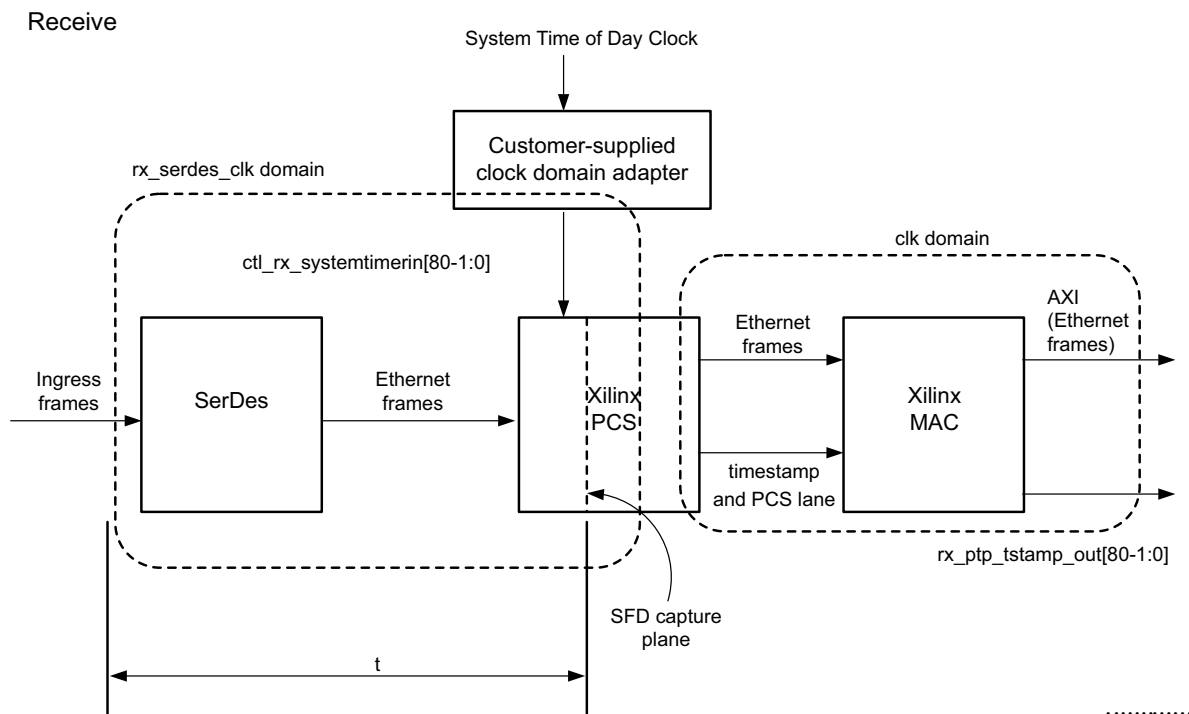 Receive
System Time of Day Clock
Customer-supplied
clock domain adapter
rx_serdes_clk domain
ctl_rx_systemtimerin[80-1:0]
clk domain
AXI
(Ethernet
frames)
Ethernet
frames
Ingress
frames
SerDes
Ethernet
frames
Xilinx
PCS
Xilinx
MAC
timestamp
and PCS lane
rx_ptp_tstamp_out[80-1:0]
SFD capture
plane
t